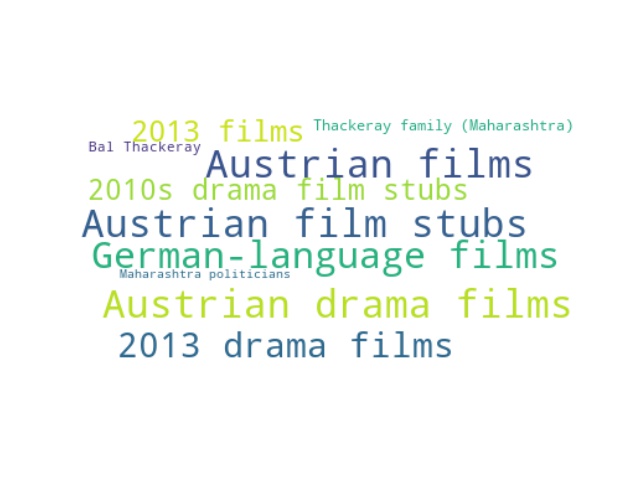 2013 films
Thackeray family (Maharashtra)
Bal Thackeray
Austrian films
2010s drama film stubs
Austrian film stubs
German-language films
Maharashtra politicians
Austrian drama films
2013 drama films